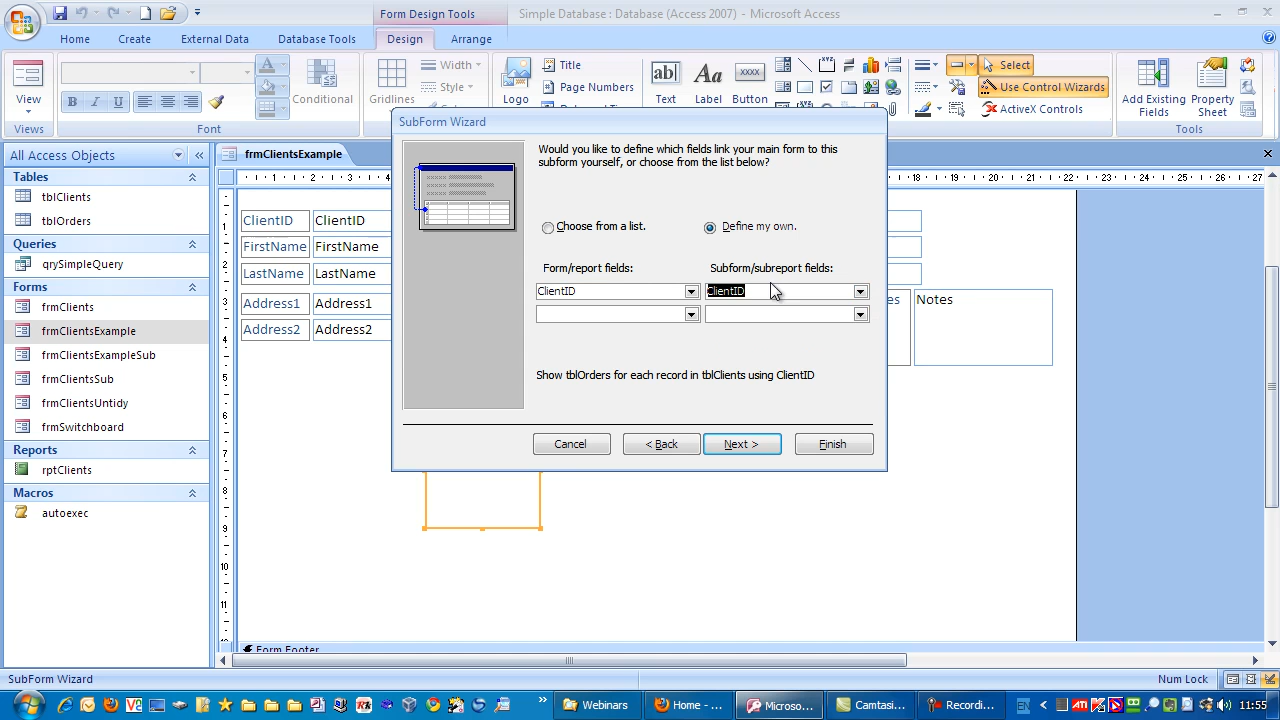 Form Design Tools
Simple Database : Database (Access 20... - Microsoft Access
Home
Create
External Data
Database Tools
Design
Arrange
View
Views
B I U
Font
Conditional
Gridlines
Width
Style
Logo
Title
Page Numbers
ab|
Text
Aa
Label
xxxx
Button
Select
Use Control Wizards
ActiveX Controls
Add Existing
Fields
Property
Sheet
Tools
All Access Objects
Tables
tblClients
tblOrders
Queries
qrySimpleQuery
Forms
frmClients
frmClientsExample
frmClientsExampleSub
frmClientsSub
frmClientsUntidy
frmSwitchboard
Reports
rptClients
Macros
autoexec
frmClientsExample
ClientID
ClientID
FirstName
FirstName
LastName
LastName
Address1
Address1
Address2
Address2
Notes
Form Footer
SubForm Wizard
Would you like to define which fields link your main form to this
subform yourself, or choose from the list below?
Choose from a list.
Define my own.
Form/report fields:
Subform/subreport fields:
ClientID
ClientID
Show tblOrders for each record in tblClients using ClientID
Cancel
< Back
Next >
Finish
SubForm Wizard
Num Lock
Webinars
Home - ...
Microso...
Camtasi...
Recordi...
EN
ATI
11:55